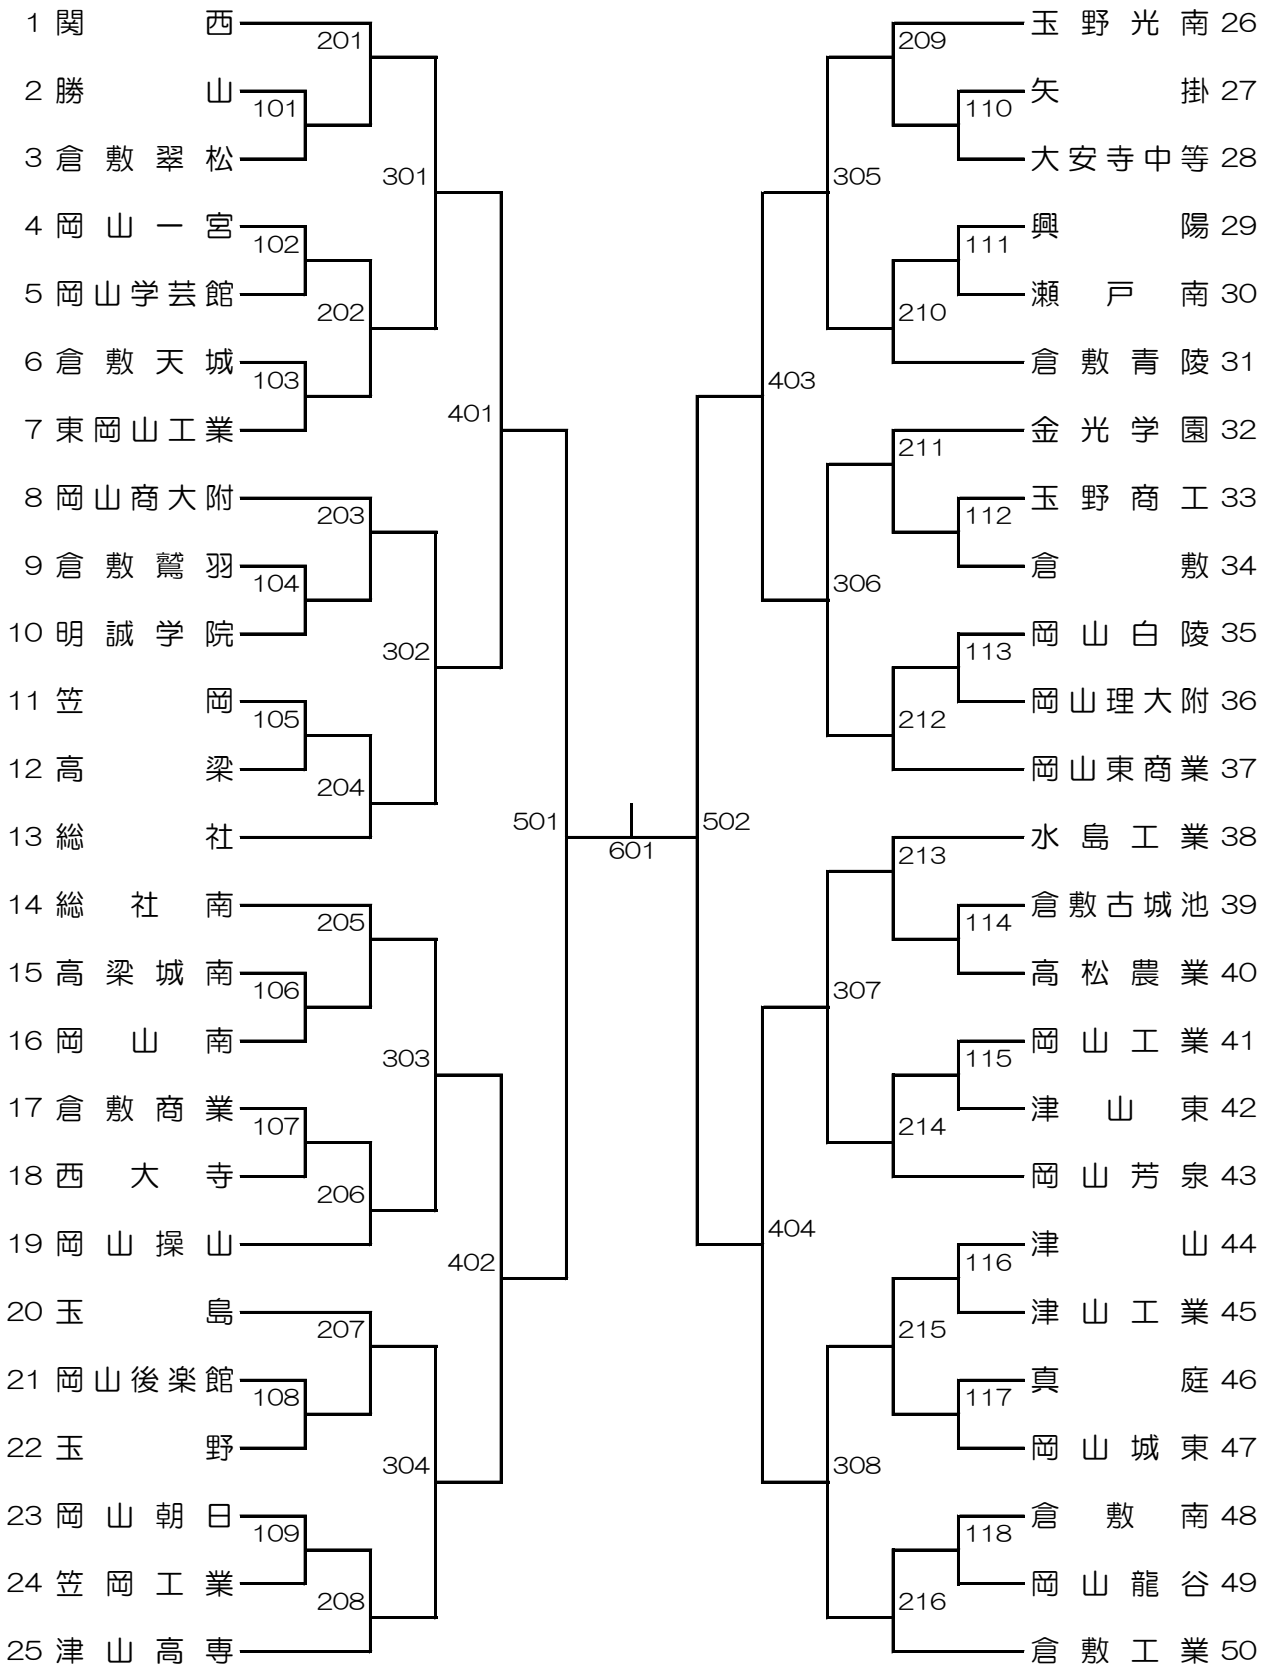 1 関西
2 勝山
3 倉敷翠松
4 岡山一宮
5 岡山学芸館
6 倉敷天城
7 東岡山工業
8 岡山商大附
9 倉敷鷲羽
10 明誠学院
11 笠岡
12 高梁
13 総社
14 総社南
15 高梁城南
16 岡山南
17 倉敷商業
18 西大寺
19 岡山操山
20 玉島
21 岡山後楽館
22 玉野
23 岡山朝日
24 笠岡工業
25 津山高専
101
102
103
104
105
106
107
108
109
201
202
203
204
205
206
207
208
301
302
303
304
401
402
501
601
502
403
404
305
306
307
308
209
210
211
212
213
214
215
216
110
111
112
113
114
115
116
117
118
玉野光南 26
矢掛 27
大安寺中等 28
興陽 29
瀬戸南 30
倉敷青陵 31
金光学園 32
玉野商工 33
倉敷 34
岡山白陵 35
岡山理大附 36
岡山東商業 37
水島工業 38
倉敷古城池 39
高松農業 40
岡山工業 41
津山東 42
岡山芳泉 43
津山 44
津山工業 45
真庭 46
岡山城東 47
倉敷南 48
岡山龍谷 49
倉敷工業 50